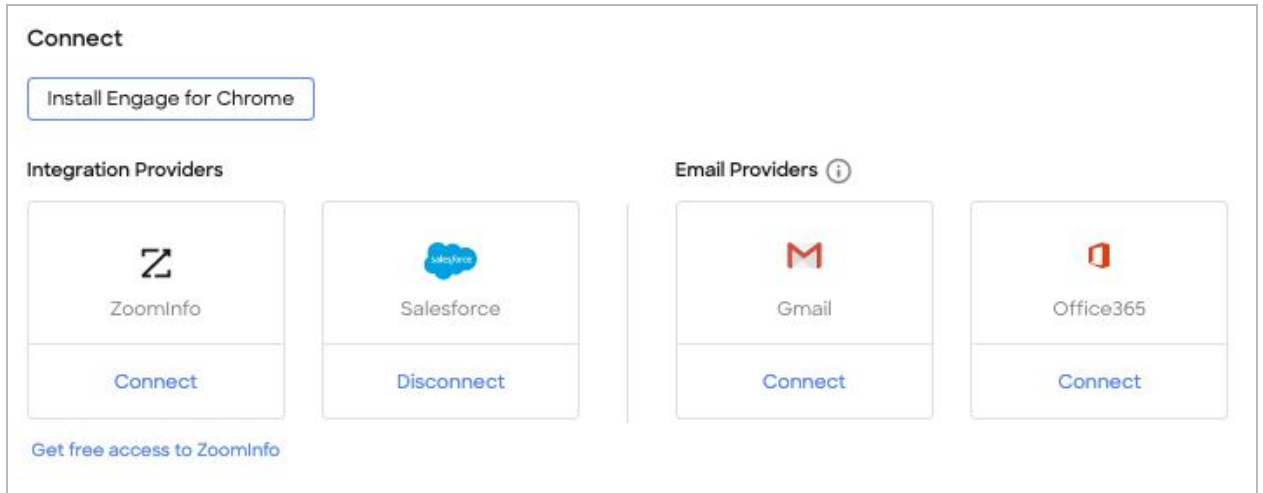 Connect
Install Engage for Chrome
Integration Providers
Email Providers
ZoomInfo
salesforce
Salesforce
Gmail
Office365
Connect
Disconnect
Connect
Connect
Get free access to ZoomInfo